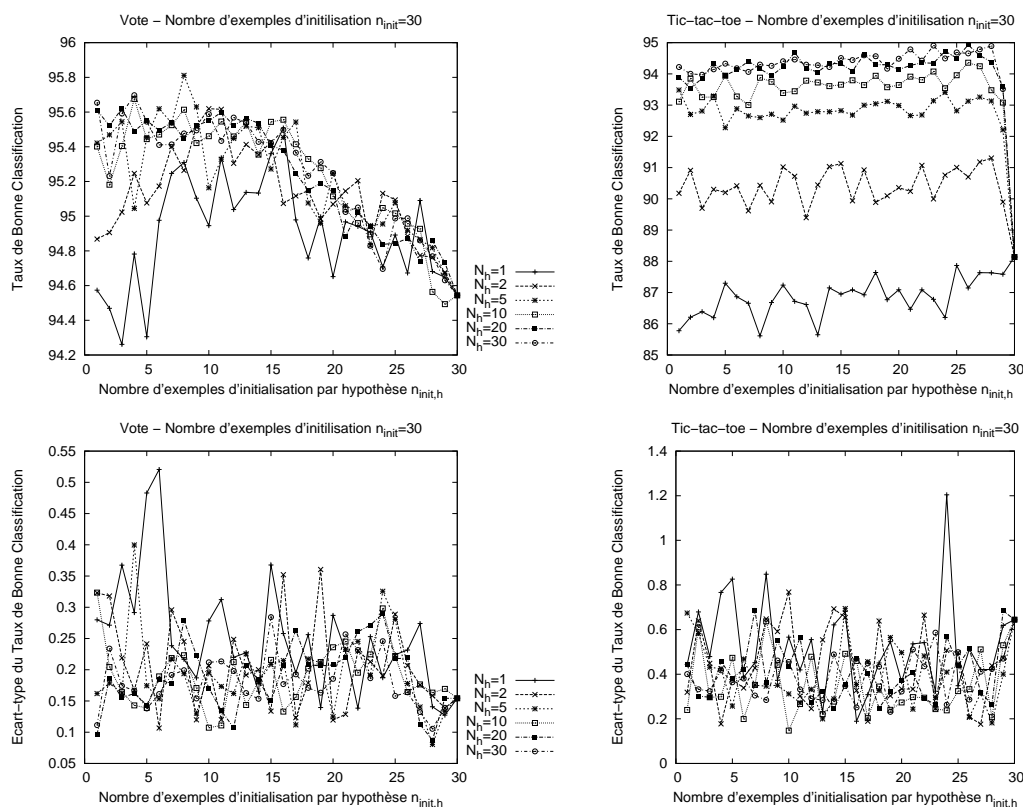 Vote – Nombre d'exemples d'initilisation n_init=30
96
95.8
95.6
95.4
95.2
95
94.8
94.6
94.4
94.2
0 5 10 15 20 25 30
Taux de Bonne Classification
Nombre d'exemples d'initialisation par hypothèse n_init,h
N_h=1
N_h=2
N_h=5
N_h=10
N_h=20
N_h=30
Tic–tac–toe – Nombre d'exemples d'initilisation n_init=30
95
94
93
92
91
90
89
88
87
86
85
0 5 10 15 20 25 30
Taux de Bonne Classification
Nombre d'exemples d'initialisation par hypothèse n_init,h
Vote – Nombre d'exemples d'initilisation n_init=30
0.55
0.5
0.45
0.4
0.35
0.3
0.25
0.2
0.15
0.1
0.05
0 5 10 15 20 25 30
Ecart–type du Taux de Bonne Classification
Nombre d'exemples d'initialisation par hypothèse n_init,h
N_h=1
N_h=2
N_h=5
N_h=10
N_h=20
N_h=30
Tic–tac–toe – Nombre d'exemples d'initilisation n_init=30
1.4
1.2
1
0.8
0.6
0.4
0.2
0
0 5 10 15 20 25 30
Ecart–type de Taux de Bonne Classification
Nombre d'exemples d'initialisation par hypothèse n_init,h